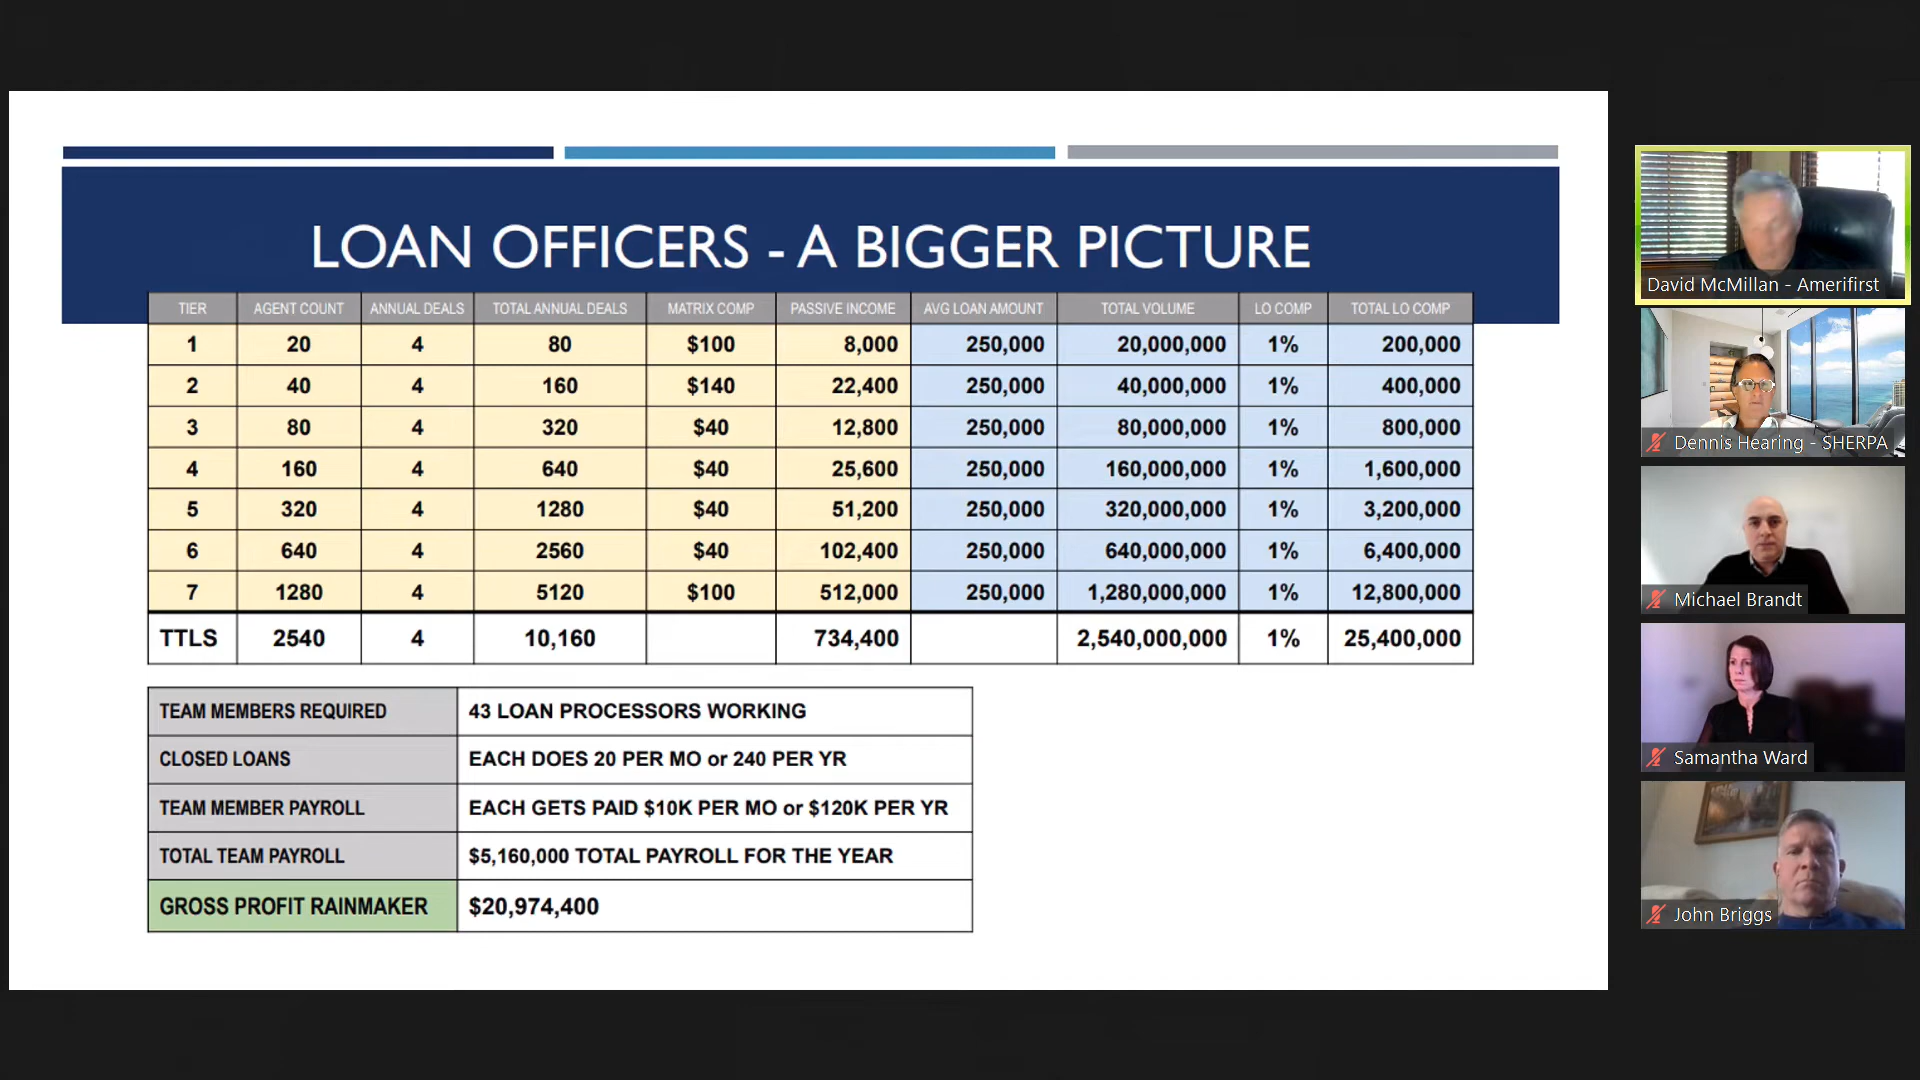 LOAN OFFICERS - A BIGGER PICTURE
TIER AGENT COUNT ANNUAL DEALS TOTAL ANNUAL DEALS MATRIX COMP PASSIVE INCOME AVG LOAN AMOUNT TOTAL VOLUME LO COMP TOTAL LO COMP
1 20 4 80 $100 8,000 250,000 20,000,000 1% 200,000
2 40 4 160 $140 22,400 250,000 40,000,000 1% 400,000
3 80 4 320 $40 12,800 250,000 80,000,000 1% 800,000
4 160 4 640 $40 25,600 250,000 160,000,000 1% 1,600,000
5 320 4 1280 $40 51,200 250,000 320,000,000 1% 3,200,000
6 640 4 2560 $40 102,400 250,000 640,000,000 1% 6,400,000
7 1280 4 5120 $100 512,000 250,000 1,280,000,000 1% 12,800,000
TTLS 2540 4 10,160 734,400 2,540,000,000 1% 25,400,000
TEAM MEMBERS REQUIRED 43 LOAN PROCESSORS WORKING
CLOSED LOANS EACH DOES 20 PER MO or 240 PER YR
TEAM MEMBER PAYROLL EACH GETS PAID $10K PER MO or $120K PER YR
TOTAL TEAM PAYROLL $5,160,000 TOTAL PAYROLL FOR THE YEAR
GROSS PROFIT RAINMAKER $20,974,400
David McMillan - Amerifirst
Dennis Hearing - SHERPA
Michael Brandt
Samantha Ward
John Briggs